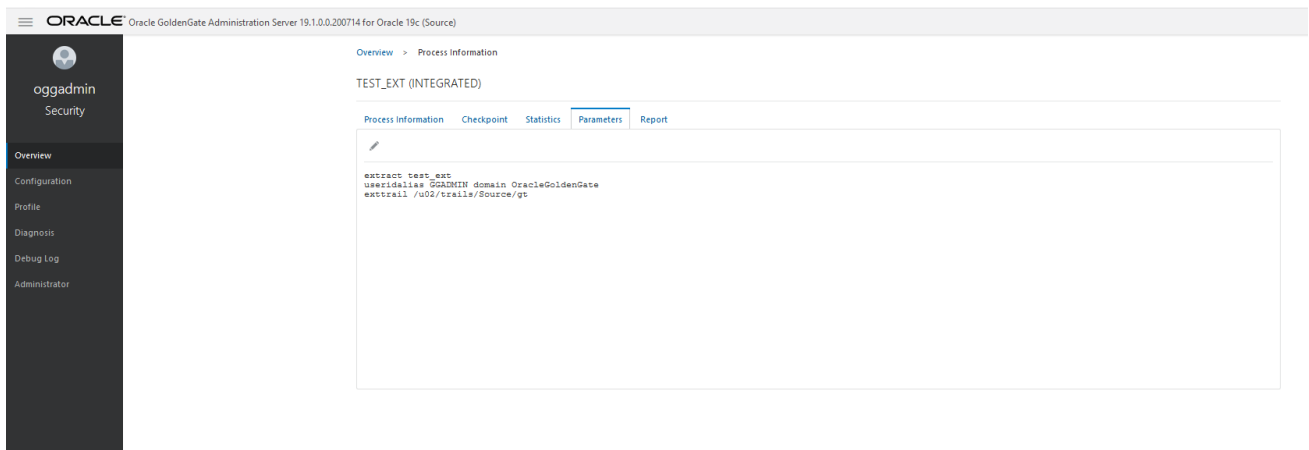 ORACLE Oracle GoldenGate Administration Server 19.1.0.0.200714 for Oracle 19c (Source)
oggadmin
Security
Overview
Configuration
Profile
Diagnosis
Debug Log
Administrator
Overview > Process Information
TEST_EXT (INTEGRATED)
Process Information Checkpoint Statistics Parameters Report
extract test_ext
useridalias GGADMIN domain OracleGoldenGate
exttrail /u02/trails/Source/gt